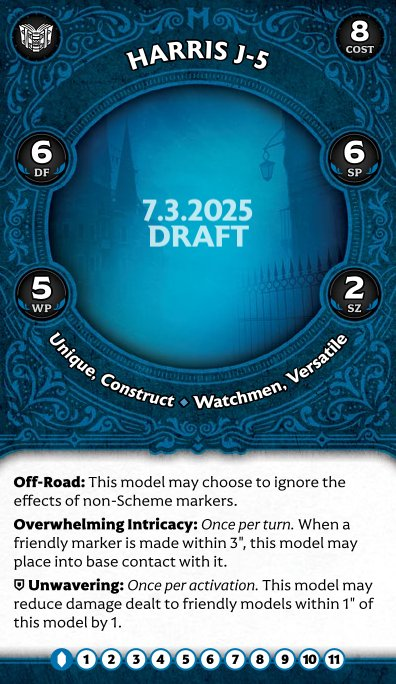 8
COST
HARRIS J-5
6
DF
6
SP
7.3.2025
DRAFT
5
WP
2
SZ
Unique, Construct ◆ Watchmen, Versatile
Off-Road: This model may choose to ignore the
effects of non-Scheme markers.
Overwhelming Intricacy: Once per turn. When a
friendly marker is made within 3", this model may
place into base contact with it.
Unwavering: Once per activation. This model may
reduce damage dealt to friendly models within 1" of
this model by 1.
1 2 3 4 5 6 7 8 9 10 11